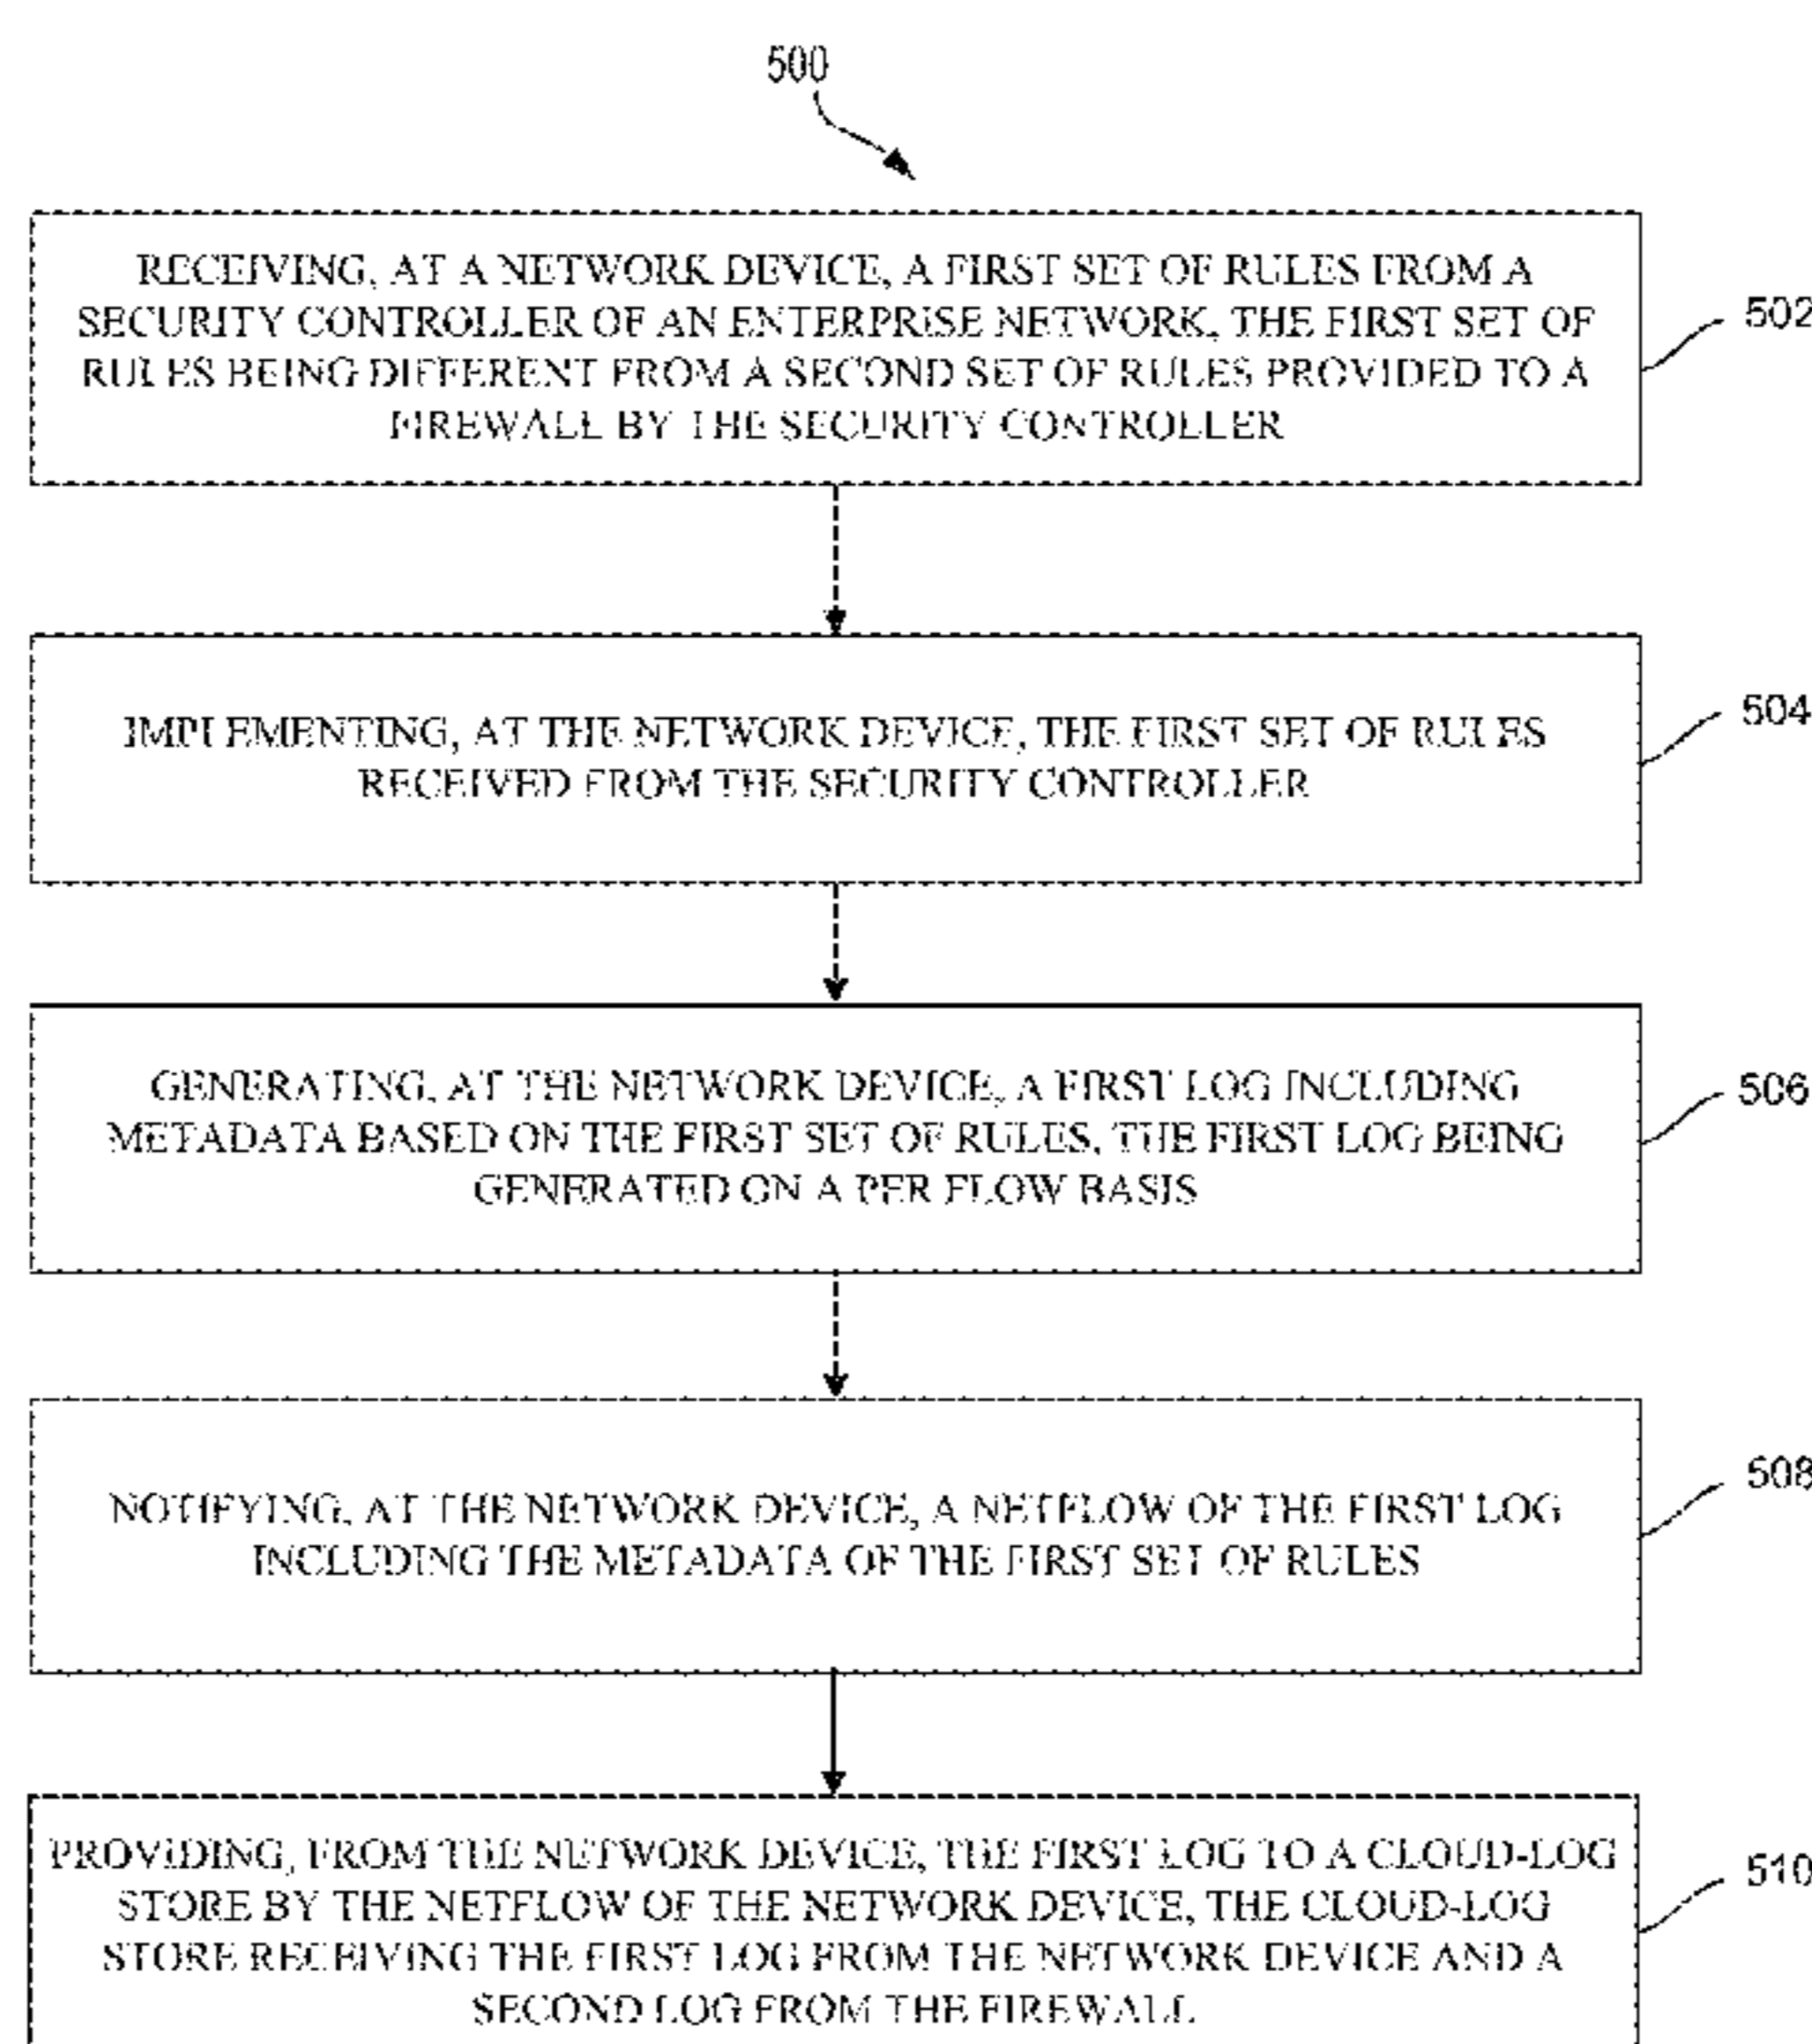 500
RECEIVING, AT A NETWORK DEVICE, A FIRST SET OF RULES FROM A
SECURITY CONTROLLER OF AN ENTERPRISE NETWORK, THE FIRST SET OF
RULES BEING DIFFERENT FROM A SECOND SET OF RULES PROVIDED TO A
FIREWALL BY THE SECURITY CONTROLLER
502
IMPLEMENTING, AT THE NETWORK DEVICE, THE FIRST SET OF RULES
RECEIVED FROM THE SECURITY CONTROLLER
504
GENERATING, AT THE NETWORK DEVICE, A FIRST LOG INCLUDING
METADATA BASED ON THE FIRST SET OF RULES, THE FIRST LOG BEING
GENERATED ON A PER FLOW BASIS
506
NOTIFYING, AT THE NETWORK DEVICE, A NETFLOW OF THE FIRST LOG
INCLUDING THE METADATA OF THE FIRST SET OF RULES
508
PROVIDING, FROM THE NETWORK DEVICE, THE FIRST LOG TO A CLOUD-LOG
STORE BY THE NETFLOW OF THE NETWORK DEVICE, THE CLOUD-LOG
STORE RECEIVING THE FIRST LOG FROM THE NETWORK DEVICE AND A
SECOND LOG FROM THE FIREWALL
510